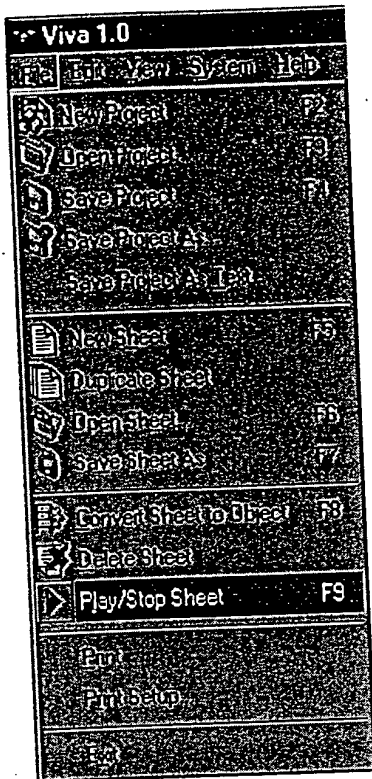 Viva 1.0
File Edit View System Help
New Project F2
Open Project... F3
Save Project F4
Save Project As...
Save Project As Text...
New Sheet F5
Duplicate Sheet
Open Sheet... F6
Save Sheet As F7
Convert Sheet to Object F8
Delete Sheet
Play/Stop Sheet F9
Print
Print Setup...
Exit